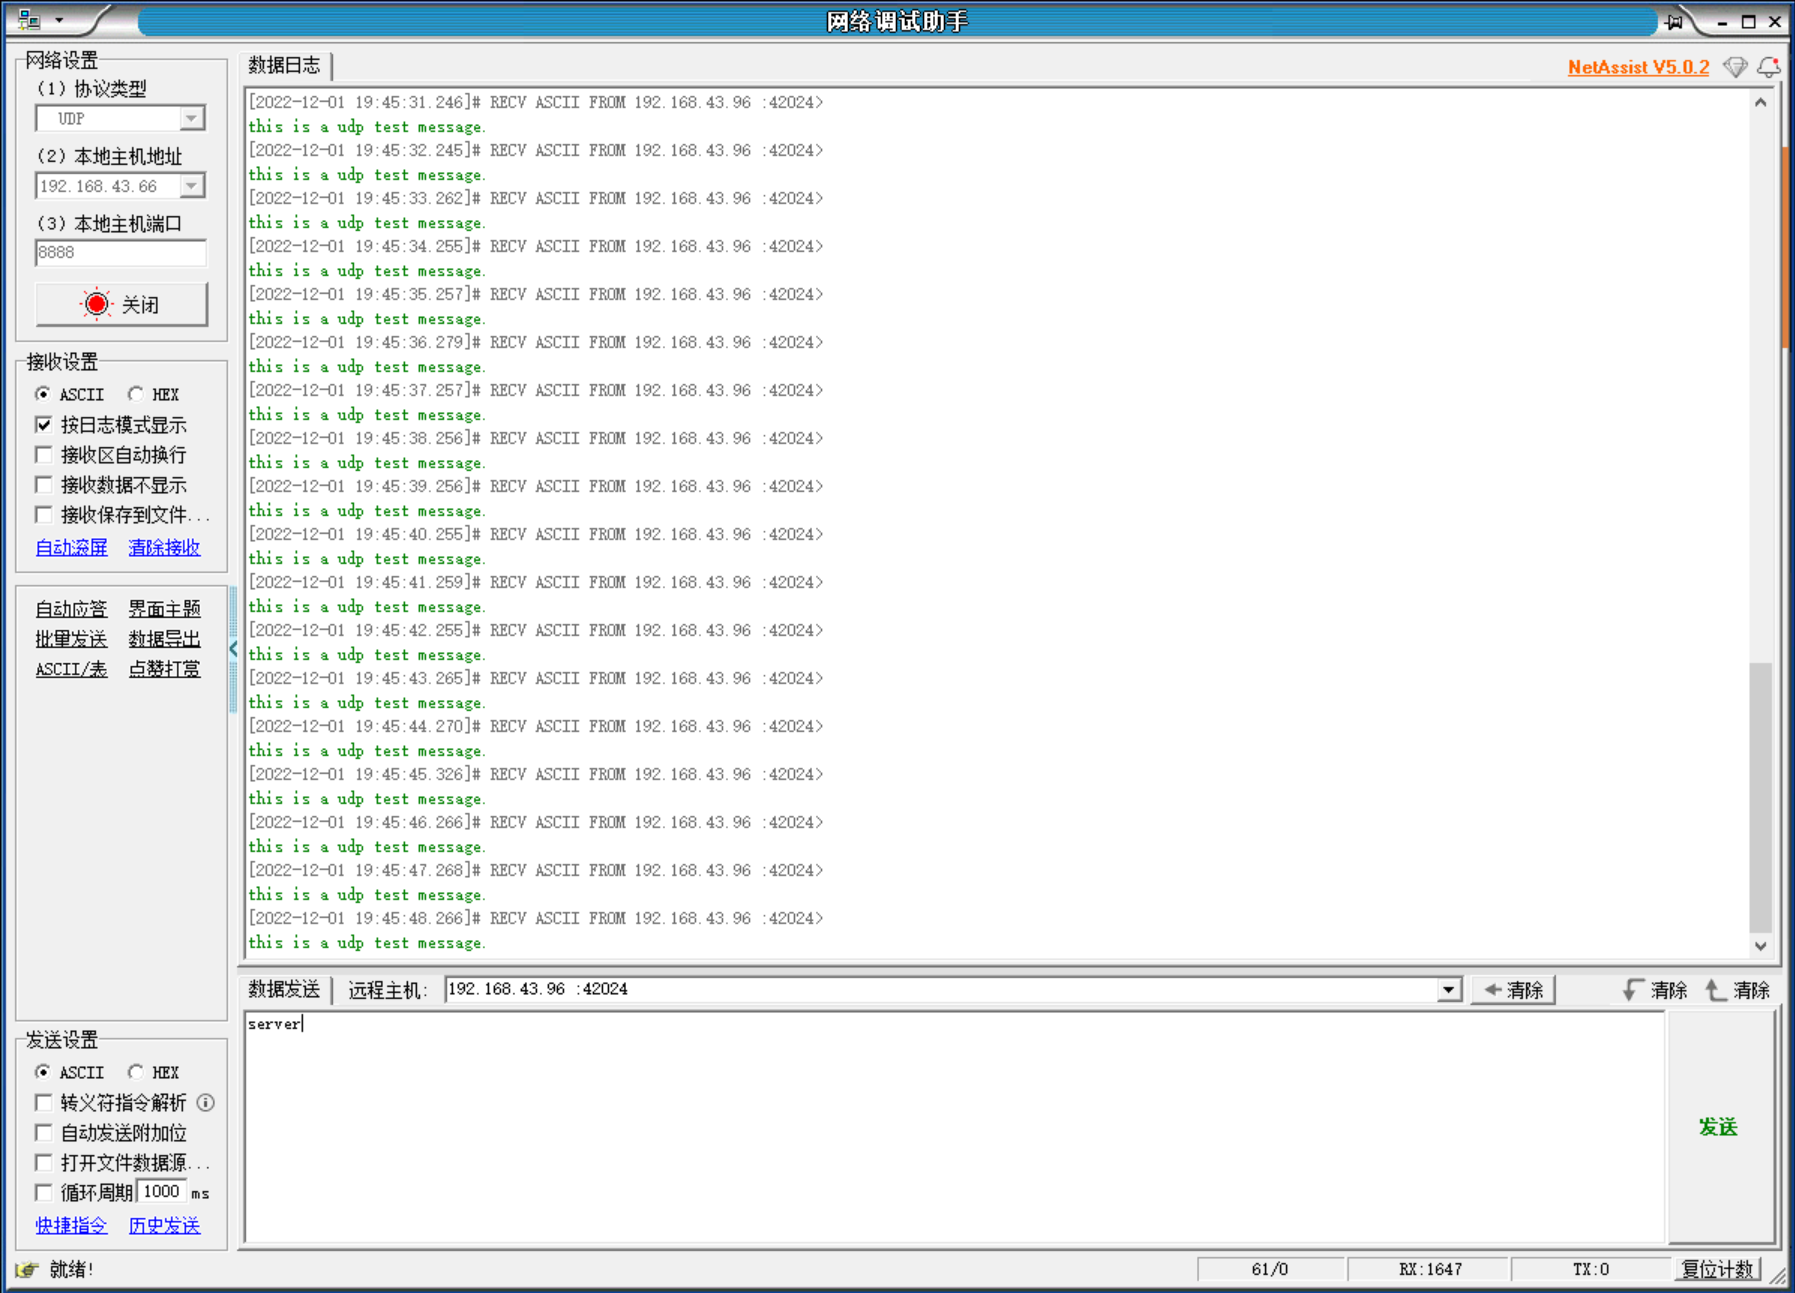 网络调试助手
网络设置
(1) 协议类型
UDP
(2) 本地主机地址
192.168.43.66
(3) 本地主机端口
8888
关闭
接收设置
ASCII HEX
按日志模式显示
接收区自动换行
接收数据不显示
接收保存到文件...
自动滚屏 清除接收
自动应答 界面主题
批量发送 数据导出
ASCII/表 点赞打赏
发送设置
ASCII HEX
转义符指令解析
自动发送附加位
打开文件数据源...
循环周期 1000 ms
快捷指令 历史发送
数据日志
NetAssist V5.0.2
[2022-12-01 19:45:31.246]# RECV ASCII FROM 192.168.43.96 :42024>
this is a udp test message.
[2022-12-01 19:45:32.245]# RECV ASCII FROM 192.168.43.96 :42024>
this is a udp test message.
[2022-12-01 19:45:33.262]# RECV ASCII FROM 192.168.43.96 :42024>
this is a udp test message.
[2022-12-01 19:45:34.255]# RECV ASCII FROM 192.168.43.96 :42024>
this is a udp test message.
[2022-12-01 19:45:35.257]# RECV ASCII FROM 192.168.43.96 :42024>
this is a udp test message.
[2022-12-01 19:45:36.279]# RECV ASCII FROM 192.168.43.96 :42024>
this is a udp test message.
[2022-12-01 19:45:37.257]# RECV ASCII FROM 192.168.43.96 :42024>
this is a udp test message.
[2022-12-01 19:45:38.256]# RECV ASCII FROM 192.168.43.96 :42024>
this is a udp test message.
[2022-12-01 19:45:39.256]# RECV ASCII FROM 192.168.43.96 :42024>
this is a udp test message.
[2022-12-01 19:45:40.255]# RECV ASCII FROM 192.168.43.96 :42024>
this is a udp test message.
[2022-12-01 19:45:41.259]# RECV ASCII FROM 192.168.43.96 :42024>
this is a udp test message.
[2022-12-01 19:45:42.255]# RECV ASCII FROM 192.168.43.96 :42024>
this is a udp test message.
[2022-12-01 19:45:43.265]# RECV ASCII FROM 192.168.43.96 :42024>
this is a udp test message.
[2022-12-01 19:45:44.270]# RECV ASCII FROM 192.168.43.96 :42024>
this is a udp test message.
[2022-12-01 19:45:45.326]# RECV ASCII FROM 192.168.43.96 :42024>
this is a udp test message.
[2022-12-01 19:45:46.266]# RECV ASCII FROM 192.168.43.96 :42024>
this is a udp test message.
[2022-12-01 19:45:47.268]# RECV ASCII FROM 192.168.43.96 :42024>
this is a udp test message.
[2022-12-01 19:45:48.266]# RECV ASCII FROM 192.168.43.96 :42024>
this is a udp test message.
数据发送 远程主机: 192.168.43.96 :42024 清除 清除 清除
server
发送
就绪! 61/0 RX:1647 TX:0 复位计数